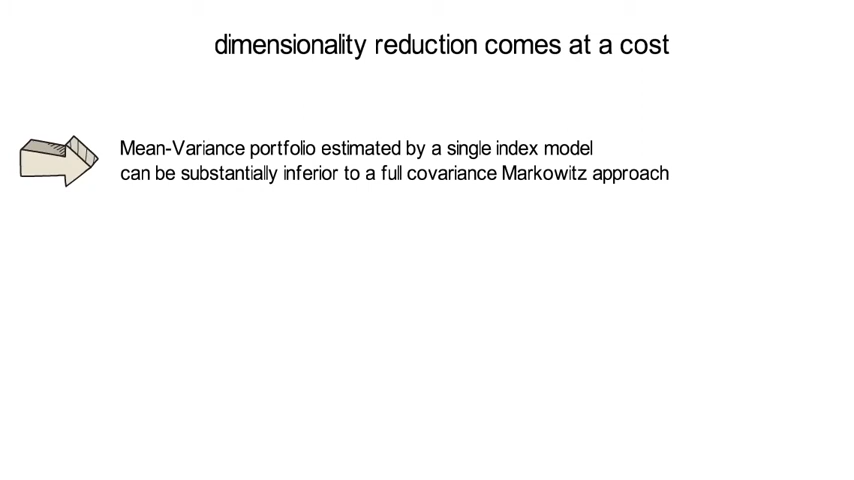 dimensionality reduction comes at a cost
Mean-Variance portfolio estimated by a single index model
can be substantially inferior to a full covariance Markowitz approach